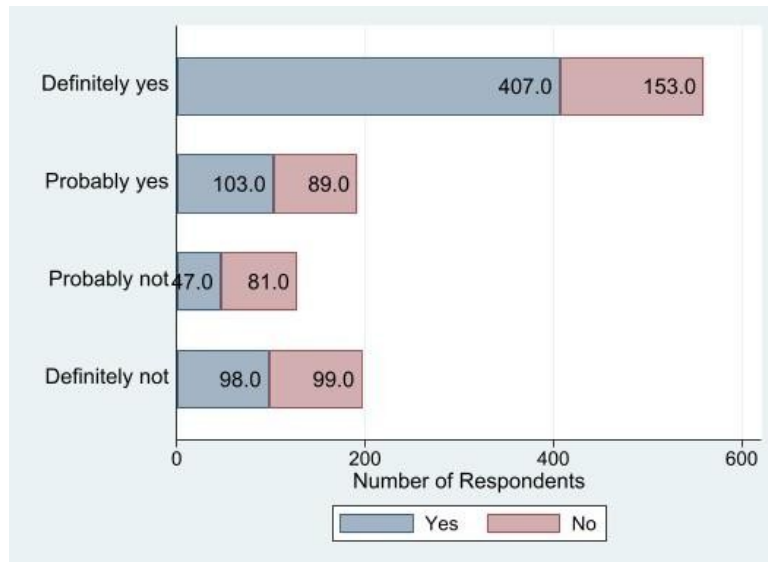 Definitely yes 407.0 153.0
Probably yes 103.0 89.0
Probably not 47.0 81.0
Definitely not 98.0 99.0
0 200 400 600
Number of Respondents
Yes No